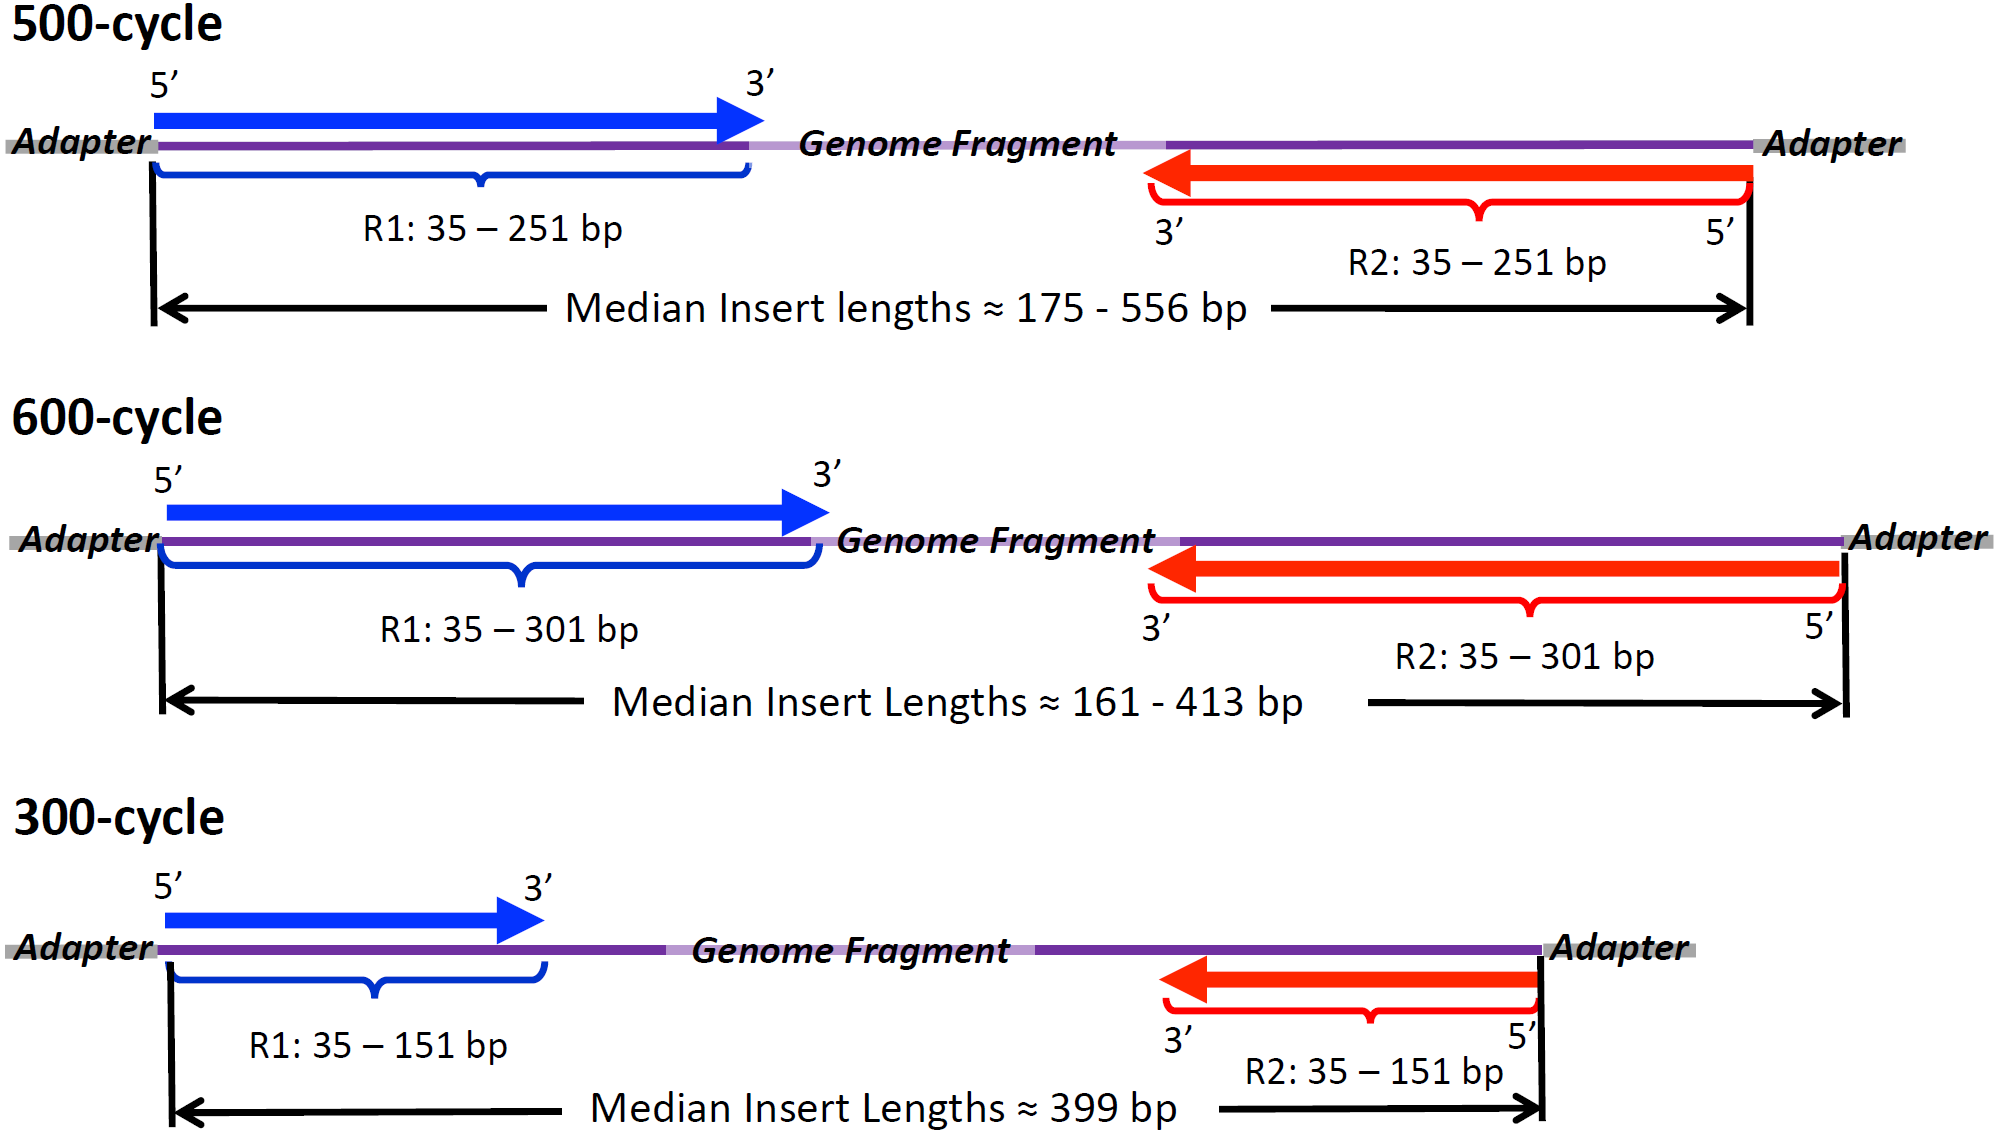 500-cycle
5’ 3’
Adapter Genome Fragment Adapter
R1: 35 – 251 bp
3’ 5’
R2: 35 – 251 bp
Median Insert lengths ≈ 175 - 556 bp
600-cycle
5’ 3’
Adapter Genome Fragment Adapter
R1: 35 – 301 bp
3’ 5’
R2: 35 – 301 bp
Median Insert Lengths ≈ 161 - 413 bp
300-cycle
5’ 3’
Adapter Genome Fragment Adapter
R1: 35 – 151 bp
3’ 5’
R2: 35 – 151 bp
Median Insert Lengths ≈ 399 bp